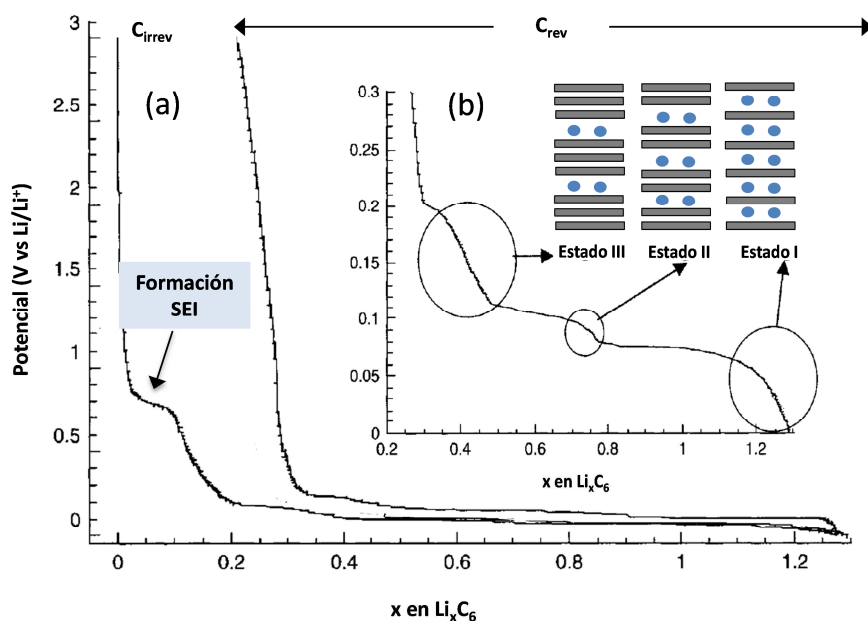 C_irrev
C_rev
3
2.5
2
1.5
1
0.5
0
Potencial (V vs Li/Li⁺)
(a)
Formación
SEI
(b)
0.3
0.25
0.2
0.15
0.1
0.05
0
Estado III
Estado II
Estado I
0.2
0.4
0.6
0.8
1
1.2
x en LiₓC₆
0
0.2
0.4
0.6
0.8
1
1.2
x en LiₓC₆